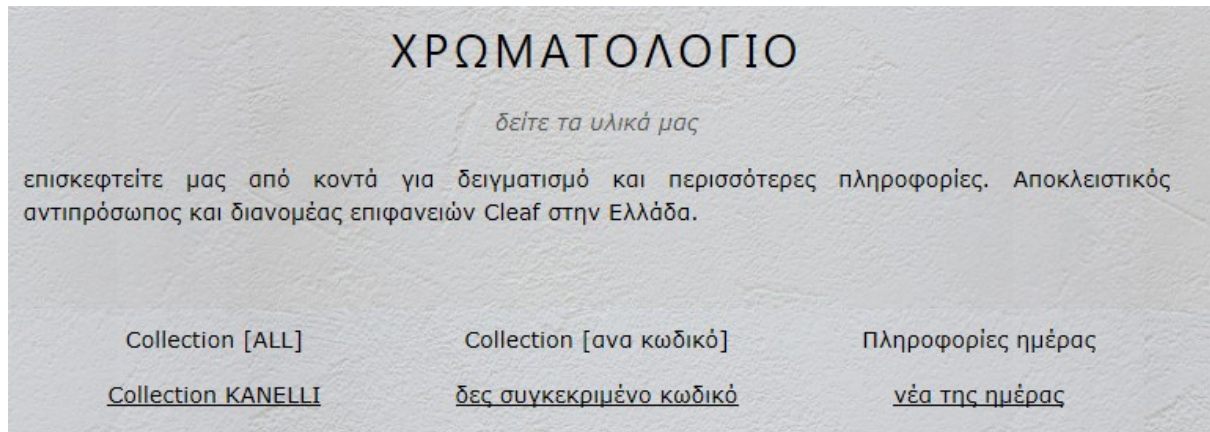 ΧΡΩΜΑΤΟΛΟΓΙΟ
δείτε τα υλικά μας
επισκεφτείτε μας από κοντά για δειγματισμό και περισσότερες πληροφορίες. Αποκλειστικός
αντιπρόσωπος και διανομέας επιφανειών Cleaf στην Ελλάδα.
Collection [ALL] Collection [ανα κωδικό] Πληροφορίες ημέρας
Collection KANELLI δες συγκεκριμένο κωδικό νέα της ημέρας